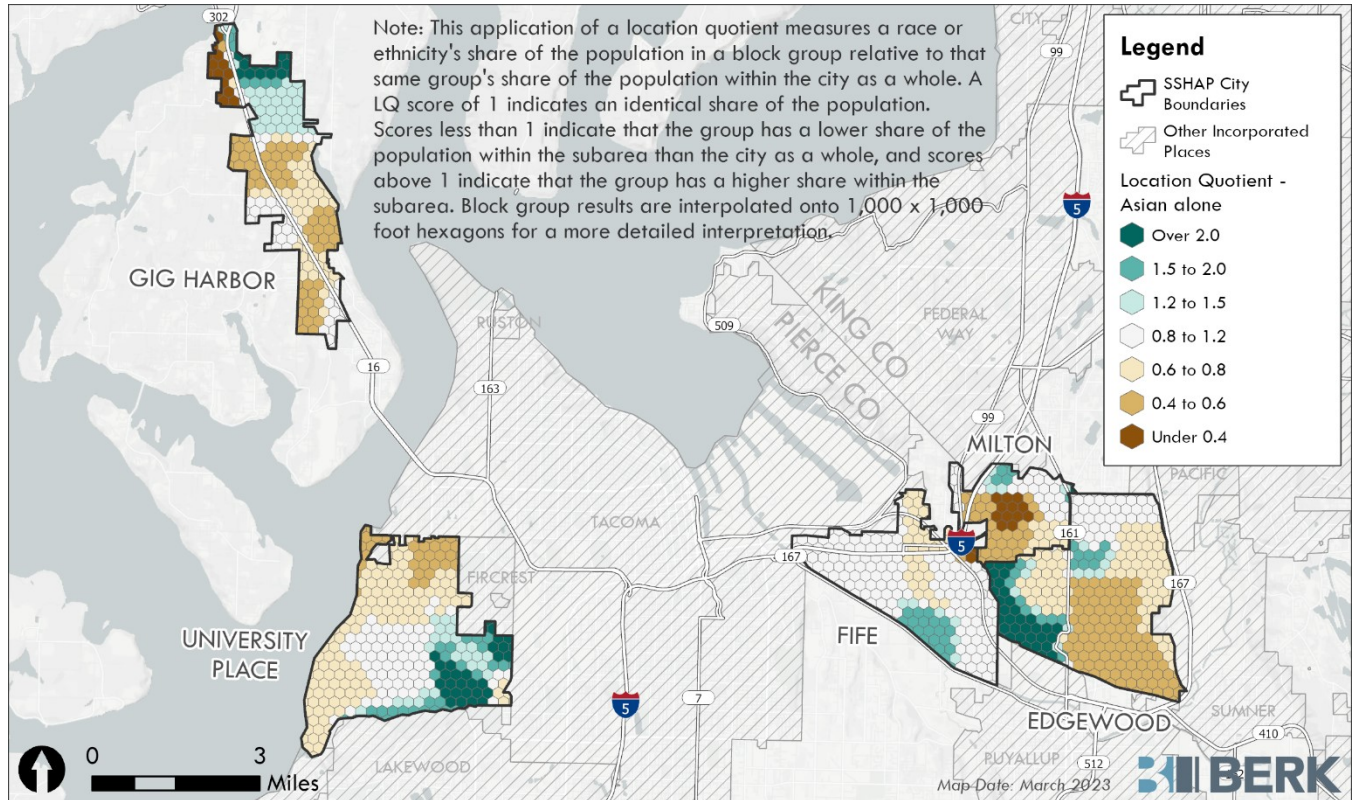 302
Note: This application of a location quotient measures a race or
ethnicity's share of the population in a block group relative to that
same group's share of the population within the city as a whole. A
LQ score of 1 indicates an identical share of the population.
Scores less than 1 indicate that the group has a lower share of the
population within the subarea than the city as a whole, and scores
above 1 indicate that the group has a higher share within the
subarea. Block group results are interpolated onto 1,000 x 1,000
foot hexagons for a more detailed interpretation.
CITY
99
5
Legend
SSHAP City
Boundaries
Other Incorporated
Places
Location Quotient -
Asian alone
Over 2.0
1.5 to 2.0
1.2 to 1.5
0.8 to 1.2
0.6 to 0.8
0.4 to 0.6
Under 0.4
GIG HARBOR
RUSTON
KING CO
PIERCE CO
FEDERAL
WAY
509
16
163
99
MILTON
PACIFIC
TACOMA
FIRCREST
167
5
161
167
UNIVERSITY
PLACE
FIFE
5
7
EDGEWOOD
SUMNER
410
PUYALLUP
512
LAKEWOOD
0 3
Miles
Map Date: March 2023
BERK